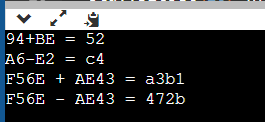 94+BE = 52
A6-E2 = c4
F56E + AE43 = a3b1
F56E - AE43 = 472b